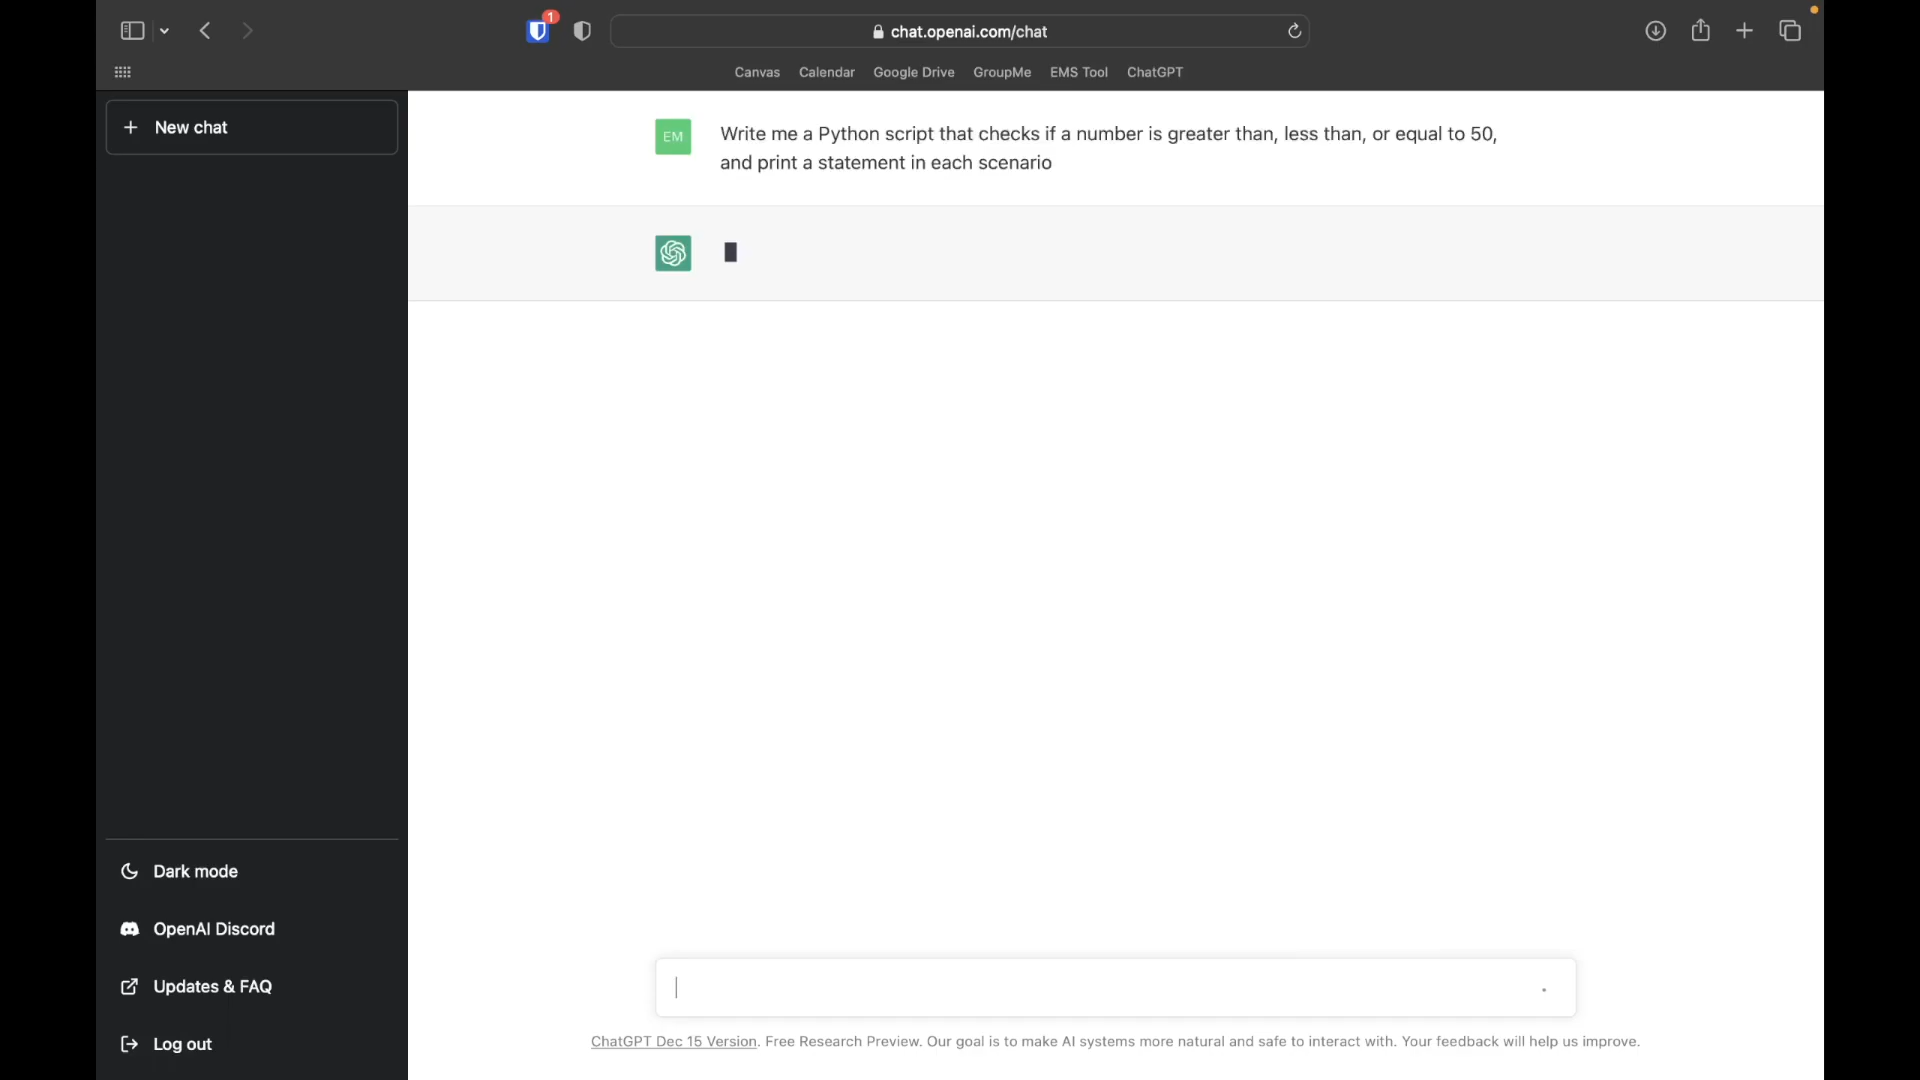 1
chat.openai.com/chat
Canvas Calendar Google Drive GroupMe EMS Tool ChatGPT
New chat
EM
Write me a Python script that checks if a number is greater than, less than, or equal to 50,
and print a statement in each scenario
Dark mode
OpenAI Discord
Updates & FAQ
Log out
ChatGPT Dec 15 Version. Free Research Preview. Our goal is to make AI systems more natural and safe to interact with. Your feedback will help us improve.